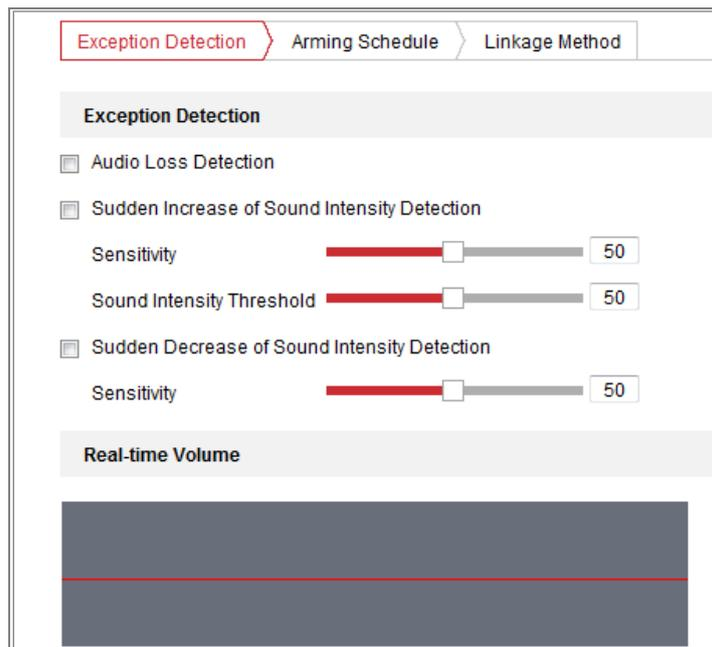 Exception Detection Arming Schedule Linkage Method
Exception Detection
Audio Loss Detection
Sudden Increase of Sound Intensity Detection
Sensitivity 50
Sound Intensity Threshold 50
Sudden Decrease of Sound Intensity Detection
Sensitivity 50
Real-time Volume